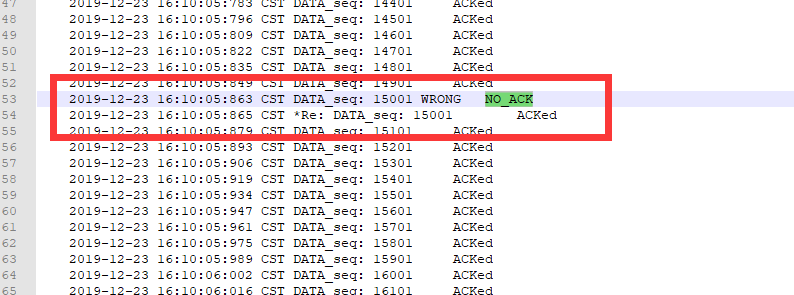 47 2019-12-23 16:10:05:783 CST DATA_seq: 14401 ACKed
48 2019-12-23 16:10:05:796 CST DATA_seq: 14501 ACKed
49 2019-12-23 16:10:05:809 CST DATA_seq: 14601 ACKed
50 2019-12-23 16:10:05:822 CST DATA_seq: 14701 ACKed
51 2019-12-23 16:10:05:835 CST DATA_seq: 14801 ACKed
52 2019-12-23 16:10:05:849 CST DATA_seq: 14901 ACKed
53 2019-12-23 16:10:05:863 CST DATA_seq: 15001 WRONG NO_ACK
54 2019-12-23 16:10:05:865 CST *Re: DATA_seq: 15001 ACKed
55 2019-12-23 16:10:05:879 CST DATA_seq: 15101 ACKed
56 2019-12-23 16:10:05:893 CST DATA_seq: 15201 ACKed
57 2019-12-23 16:10:05:906 CST DATA_seq: 15301 ACKed
58 2019-12-23 16:10:05:919 CST DATA_seq: 15401 ACKed
59 2019-12-23 16:10:05:934 CST DATA_seq: 15501 ACKed
60 2019-12-23 16:10:05:947 CST DATA_seq: 15601 ACKed
61 2019-12-23 16:10:05:961 CST DATA_seq: 15701 ACKed
62 2019-12-23 16:10:05:975 CST DATA_seq: 15801 ACKed
63 2019-12-23 16:10:05:989 CST DATA_seq: 15901 ACKed
64 2019-12-23 16:10:06:002 CST DATA_seq: 16001 ACKed
65 2019-12-23 16:10:06:016 CST DATA_seq: 16101 ACKed